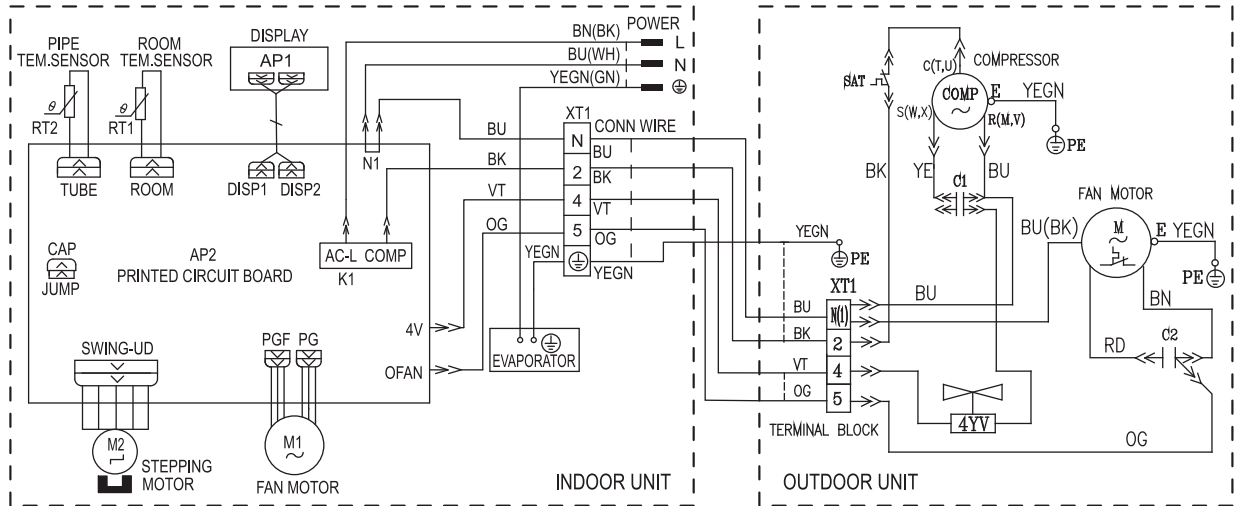 PIPE
TEM.SENSOR
ROOM
TEM.SENSOR
DISPLAY
AP1
BN(BK)
POWER
L
BU(WH)
N
YEGN(GN)
θ
RT2
θ
RT1
TUBE
ROOM
DISP1
DISP2
N1
XT1
CONN WIRE
BU
N
BU
BK
2
BK
VT
4
VT
OG
5
OG
YEGN
YEGN
AP2
PRINTED CIRCUIT BOARD
AC-L COMP
K1
CAP
JUMP
4V
OFAN
EVAPORATOR
SWING-UD
PGF PG
M2
STEPPING
MOTOR
M1
FAN MOTOR
INDOOR UNIT
SAT
C(T,U)
COMPRESSOR
COMP
E
YEGN
S(W,X)
R(M,V)
PE
BK
YE
BU
C1
FAN MOTOR
BU(BK)
M
E YEGN
PE
YEGN
PE
XT1
BU
N(1)
BU
BK
2
VT
4
OG
5
TERMINAL BLOCK
4YV
RD
C2
BN
OG
OUTDOOR UNIT